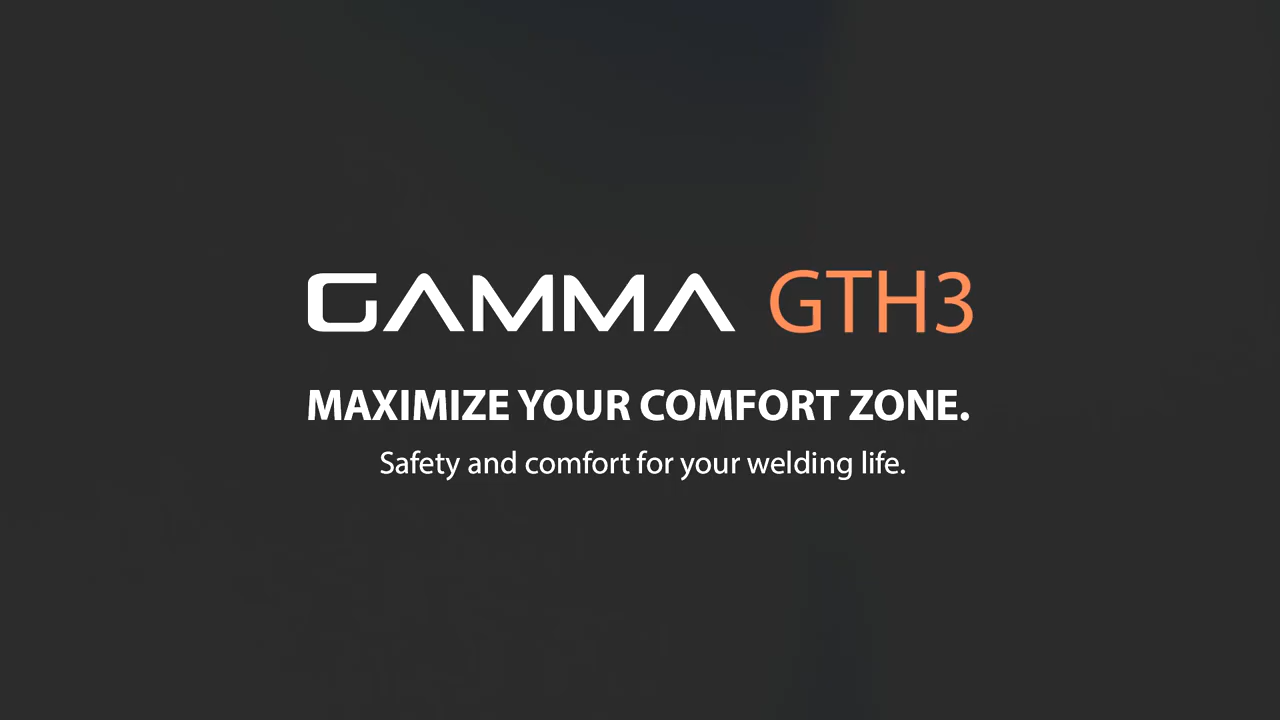 GAMMA GTH3
MAXIMIZE YOUR COMFORT ZONE.
Safety and comfort for your welding life.